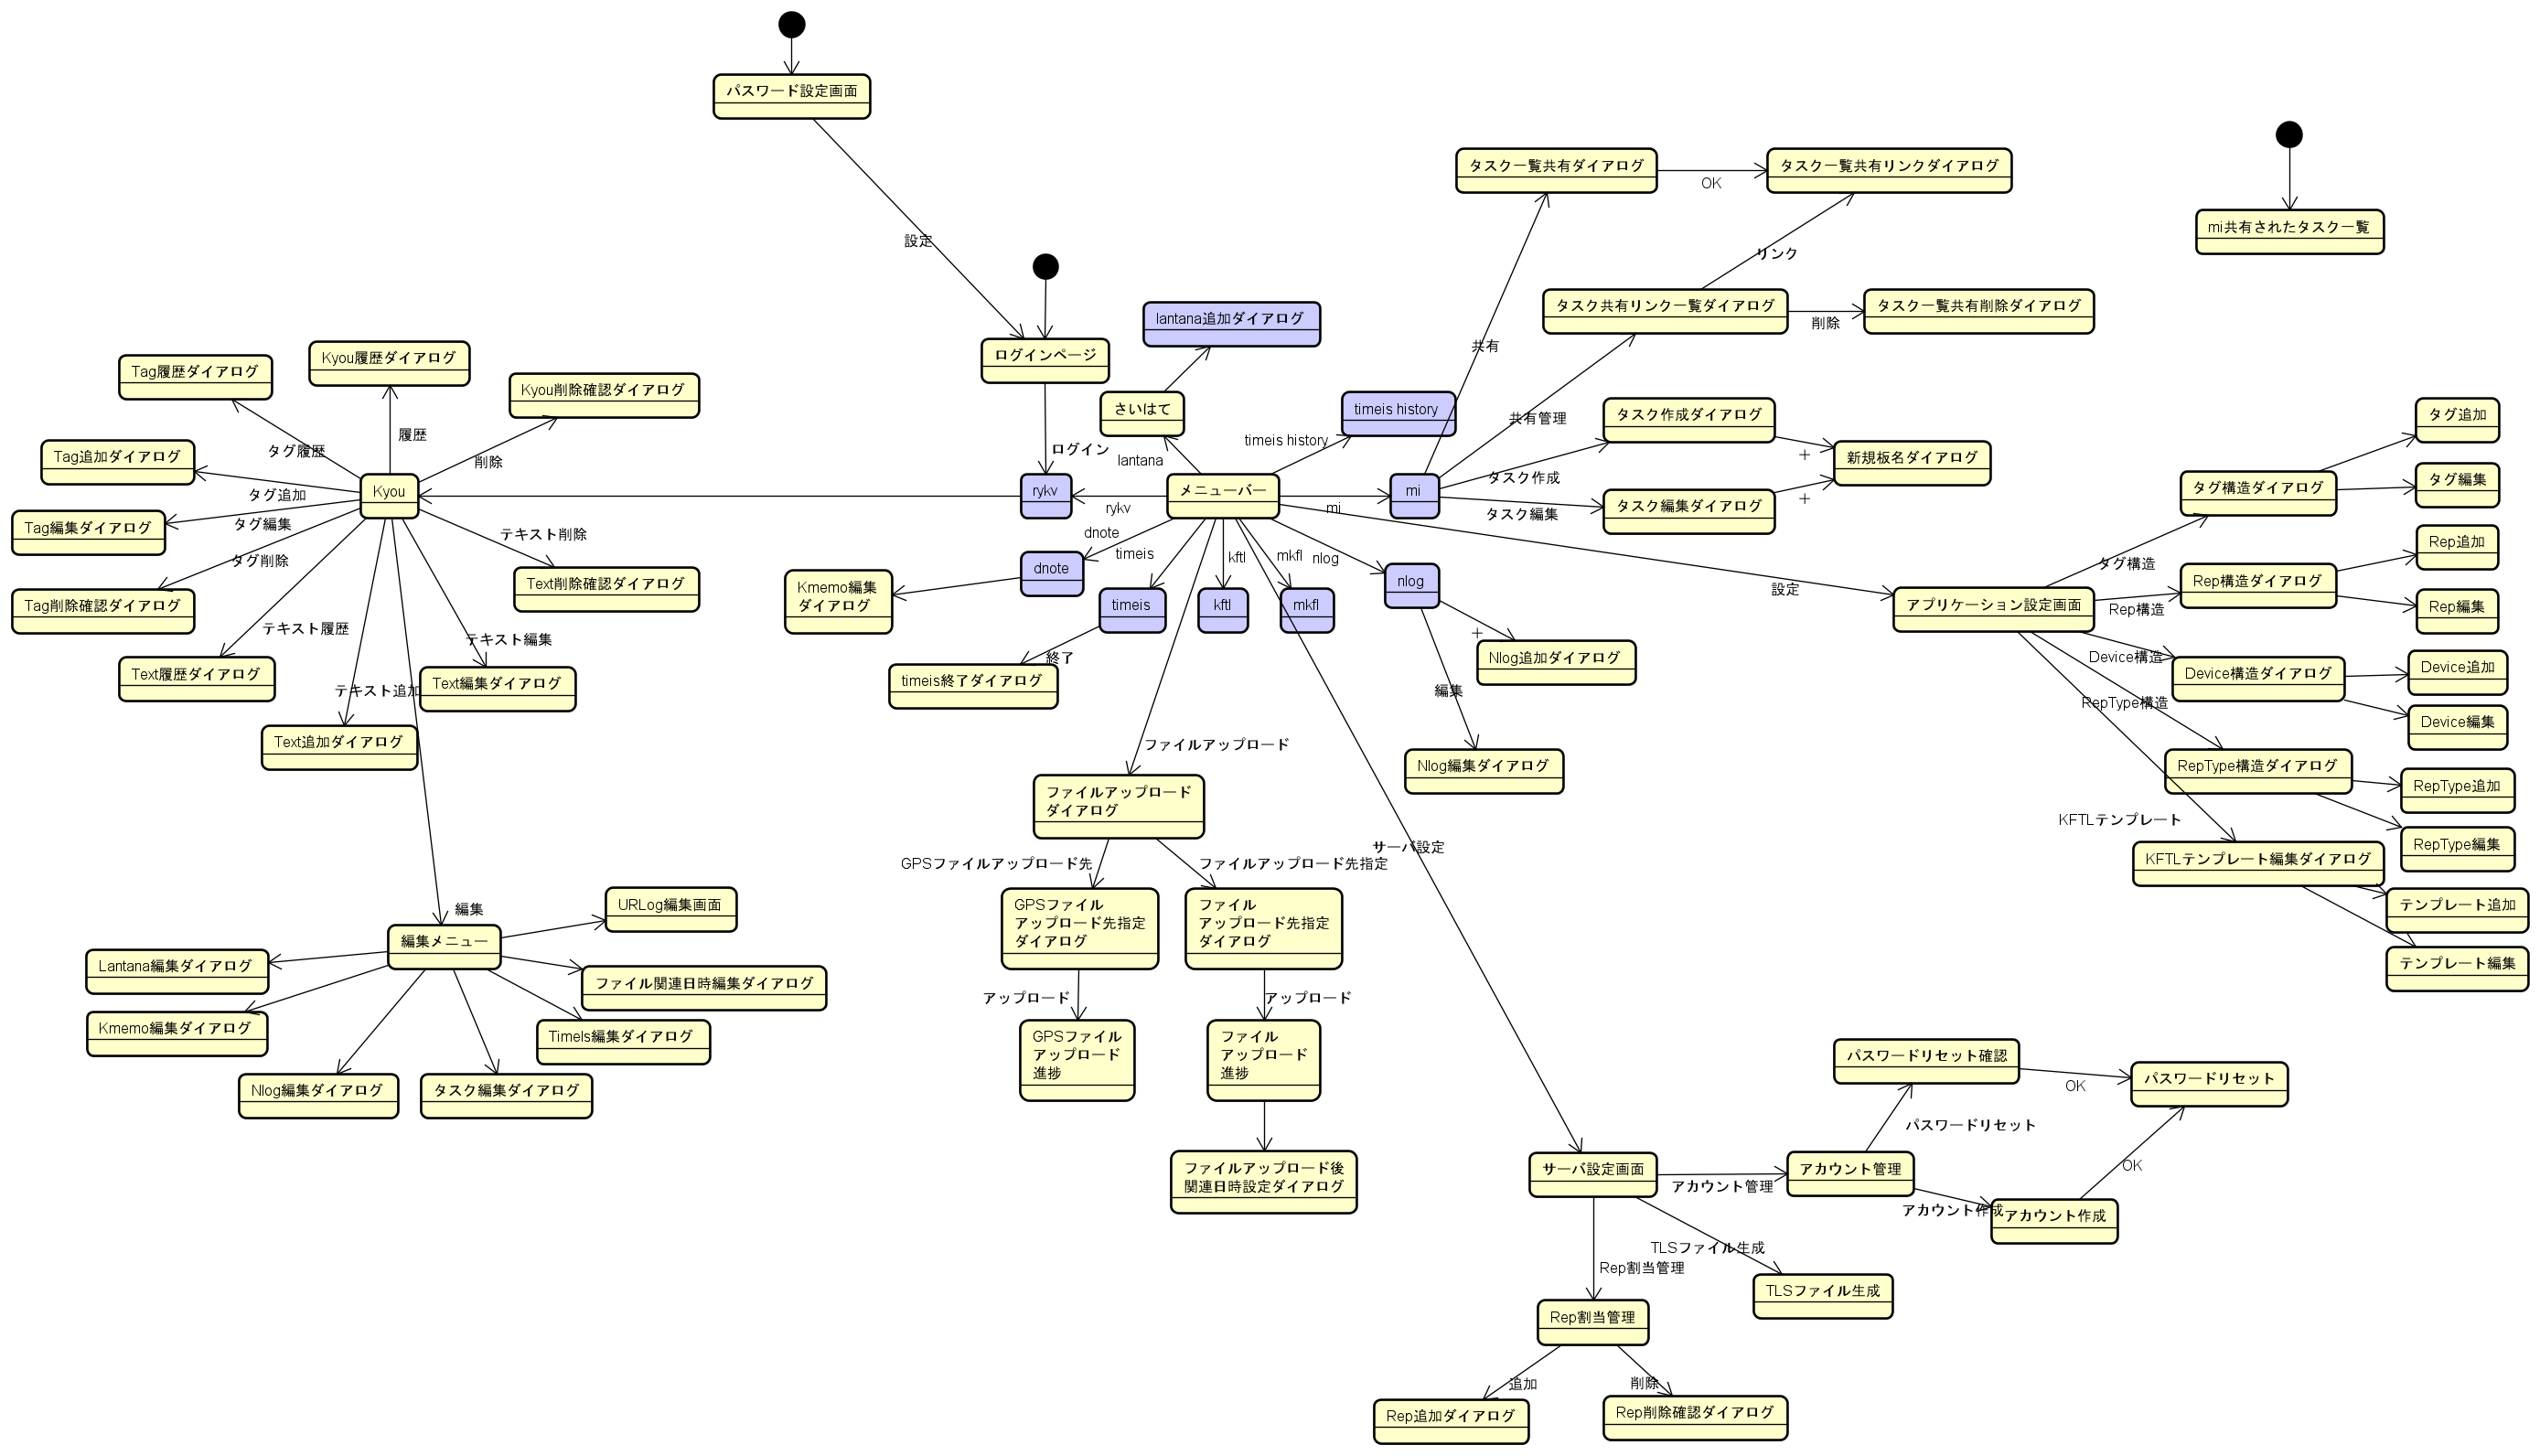 パスワード設定画面
設定
ログインページ
ログイン
rykv
rykv
メニューバー
lantana
さいはて
lantana追加ダイアログ
timeis history
timeis history
mi
mi
共有
タスク一覧共有ダイアログ
OK
タスク一覧共有リンクダイアログ
リンク
共有管理
タスク共有リンク一覧ダイアログ
削除
タスク一覧共有削除ダイアログ
タスク作成
タスク作成ダイアログ
+
タスク編集
タスク編集ダイアログ
+
新規板名ダイアログ
mi共有されたタスク一覧
Kyou
Tag履歴ダイアログ
Kyou履歴ダイアログ
Kyou削除確認ダイアログ
タグ履歴
履歴
削除
Tag追加ダイアログ
タグ追加
Tag編集ダイアログ
タグ編集
タグ削除
Tag削除確認ダイアログ
テキスト削除
Text削除確認ダイアログ
テキスト履歴
Text履歴ダイアログ
テキスト編集
Text編集ダイアログ
テキスト追加
Text追加ダイアログ
編集
編集メニュー
URLog編集画面
Lantana編集ダイアログ
ファイル関連日時編集ダイアログ
Kmemo編集ダイアログ
TimeIs編集ダイアログ
Nlog編集ダイアログ
タスク編集ダイアログ
dnote
dnote
Kmemo編集
ダイアログ
timeis
timeis
終了
timeis終了ダイアログ
kftl
kftl
mkfl
mkfl
nlog
nlog
+
Nlog追加ダイアログ
編集
Nlog編集ダイアログ
ファイルアップロード
ファイルアップロード
ダイアログ
GPSファイルアップロード先
ファイルアップロード先指定
GPSファイル
アップロード先指定
ダイアログ
ファイル
アップロード先指定
ダイアログ
アップロード
アップロード
GPSファイル
アップロード
進捗
ファイル
アップロード
進捗
ファイルアップロード後
関連日時設定ダイアログ
設定
アプリケーション設定画面
タグ構造
タグ構造ダイアログ
タグ追加
タグ編集
Rep構造
Rep構造ダイアログ
Rep追加
Rep編集
Device構造
Device構造ダイアログ
Device追加
Device編集
RepType構造
RepType構造ダイアログ
RepType追加
RepType編集
KFTLテンプレート
KFTLテンプレート編集ダイアログ
テンプレート追加
テンプレート編集
サーバ設定
サーバ設定画面
アカウント管理
アカウント管理
パスワードリセット
パスワードリセット確認
OK
パスワードリセット
アカウント作成
アカウント作成
OK
TLSファイル生成
TLSファイル生成
Rep割当管理
Rep割当管理
追加
削除
Rep追加ダイアログ
Rep削除確認ダイアログ